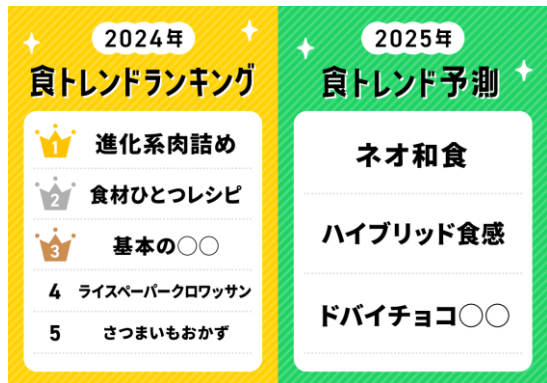 2024年
食トレンドランキング
1 進化系肉詰め
2 食材ひとつレシピ
3 基本の○○
4 ライスペーパークロワッサン
5 さつまいもおかず
2025年
食トレンド予測
ネオ和食
ハイブリッド食感
ドバイチョコ○○